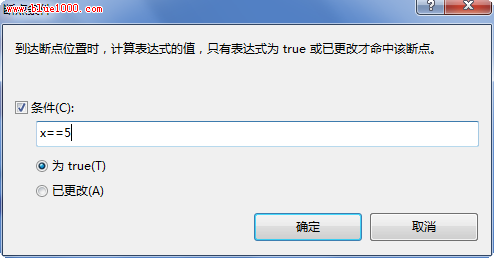 www.blue1000.com
到达断点位置时，计算表达式的值，只有表达式为 true 或已更改才命中该断点。
条件(C):
x==5
为 true(T)
已更改(A)
确定
取消